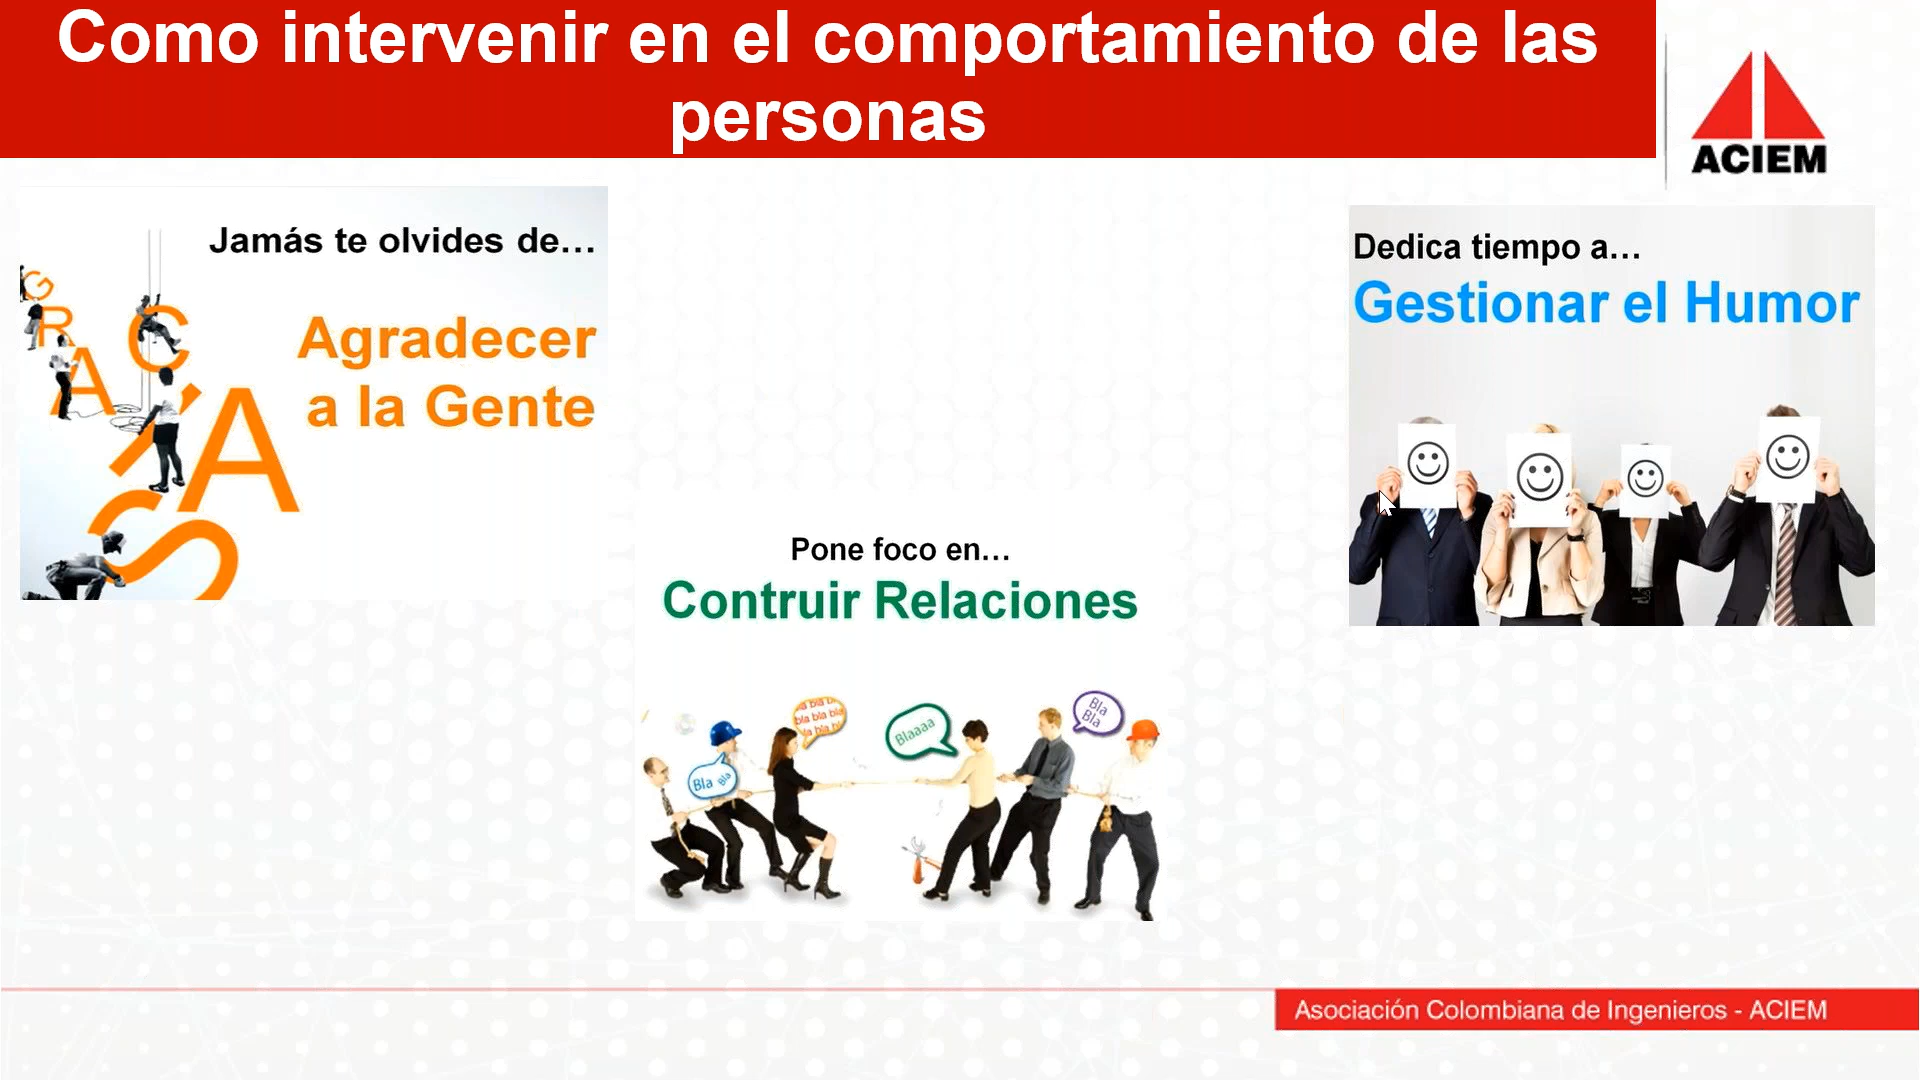 Como intervenir en el comportamiento de las
personas
ACIEM
Jamás te olvides de...
Agradecer
a la Gente
GRACIAS
Dedica tiempo a...
Gestionar el Humor
Pone foco en...
Contruir Relaciones
Bla Bla
bla bla bla
Blaaaa
Bla
Bla
Asociación Colombiana de Ingenieros - ACIEM